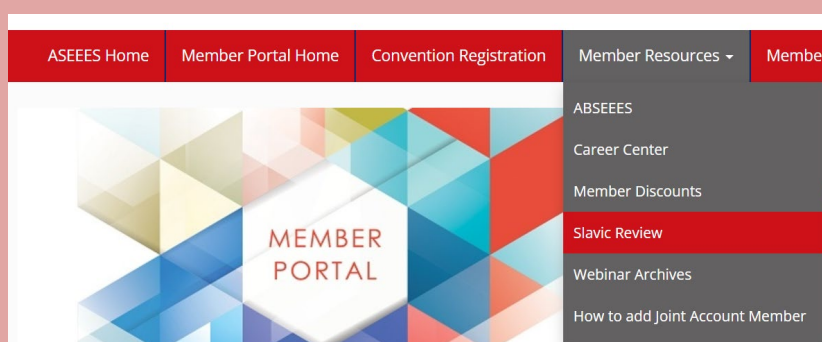 ASEEES Home Member Portal Home Convention Registration Member Resources Membe
ABSEEES
Career Center
Member Discounts
Slavic Review
Webinar Archives
How to add Joint Account Member
MEMBER
PORTAL